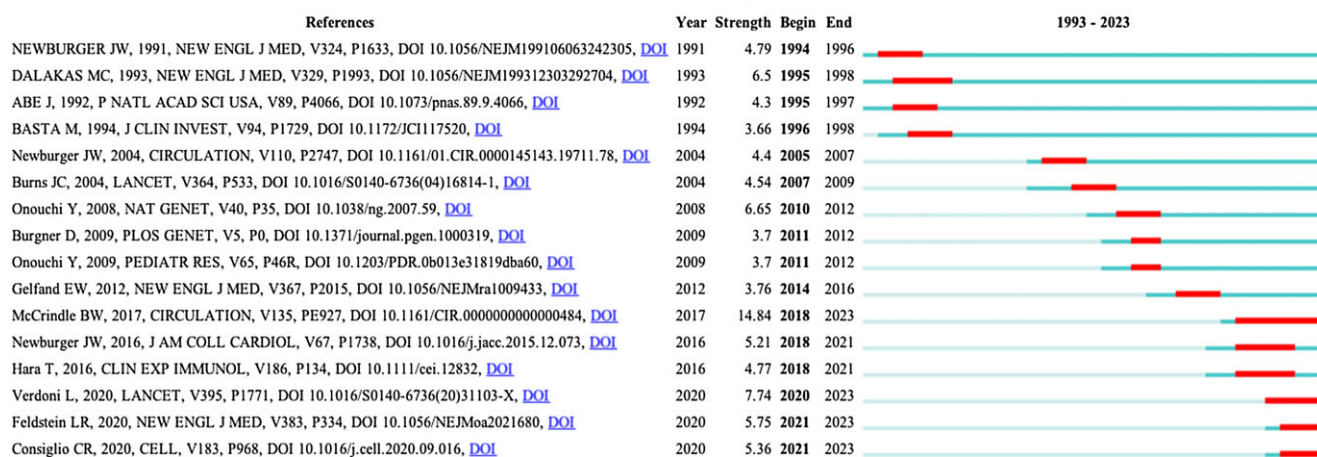 References Year Strength Begin End 1993 - 2023
NEWBURGER JW, 1991, NEW ENGL J MED, V324, P1633, DOI 10.1056/NEJM199106063242305, DOI 1991 4.79 1994 1996
DALAKAS MC, 1993, NEW ENGL J MED, V329, P1993, DOI 10.1056/NEJM199312303292704, DOI 1993 6.5 1995 1998
ABE J, 1992, P NATL ACAD SCI USA, V89, P4066, DOI 10.1073/pnas.89.9.4066, DOI 1992 4.3 1995 1997
BASTA M, 1994, J CLIN INVEST, V94, P1729, DOI 10.1172/JCI117520, DOI 1994 3.66 1996 1998
Newburger JW, 2004, CIRCULATION, V110, P2747, DOI 10.1161/01.CIR.0000145143.19711.78, DOI 2004 4.4 2005 2007
Burns JC, 2004, LANCET, V364, P533, DOI 10.1016/S0140-6736(04)16814-1, DOI 2004 4.54 2007 2009
Onouchi Y, 2008, NAT GENET, V40, P35, DOI 10.1038/ng.2007.59, DOI 2008 6.65 2010 2012
Burgner D, 2009, PLOS GENET, V5, P0, DOI 10.1371/journal.pgen.1000319, DOI 2009 3.7 2011 2012
Onouchi Y, 2009, PEDIATR RES, V65, P46R, DOI 10.1203/PDR.0b013e31819dba60, DOI 2009 3.7 2011 2012
Gelfand EW, 2012, NEW ENGL J MED, V367, P2015, DOI 10.1056/NEJMra1009433, DOI 2012 3.76 2014 2016
McCrindle BW, 2017, CIRCULATION, V135, PE927, DOI 10.1161/CIR.0000000000000484, DOI 2017 14.84 2018 2023
Newburger JW, 2016, J AM COLL CARDIOL, V67, P1738, DOI 10.1016/j.jacc.2015.12.073, DOI 2016 5.21 2018 2021
Hara T, 2016, CLIN EXP IMMUNOL, V186, P134, DOI 10.1111/cei.12832, DOI 2016 4.77 2018 2021
Verdoni L, 2020, LANCET, V395, P1771, DOI 10.1016/S0140-6736(20)31103-X, DOI 2020 7.74 2020 2023
Feldstein LR, 2020, NEW ENGL J MED, V383, P334, DOI 10.1056/NEJMoa2021680, DOI 2020 5.75 2021 2023
Consiglio CR, 2020, CELL, V183, P968, DOI 10.1016/j.cell.2020.09.016, DOI 2020 5.36 2021 2023